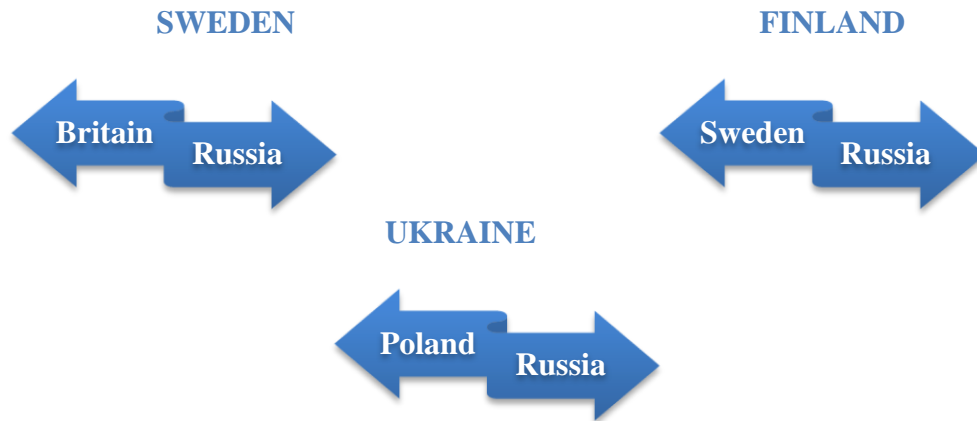 SWEDEN
FINLAND
Britain
Russia
Sweden
Russia
UKRAINE
Poland
Russia